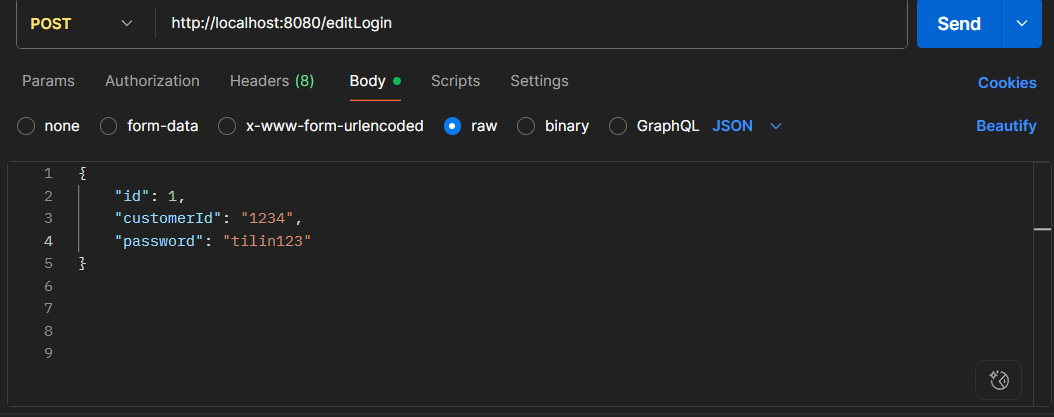 POST http://localhost:8080/editLogin Send
Params Authorization Headers (8) Body Scripts Settings Cookies
none form-data x-www-form-urlencoded raw binary GraphQL JSON Beautify
1 {
2 "id": 1,
3 "customerId": "1234",
4 "password": "tilin123"
5 }
6
7
8
9